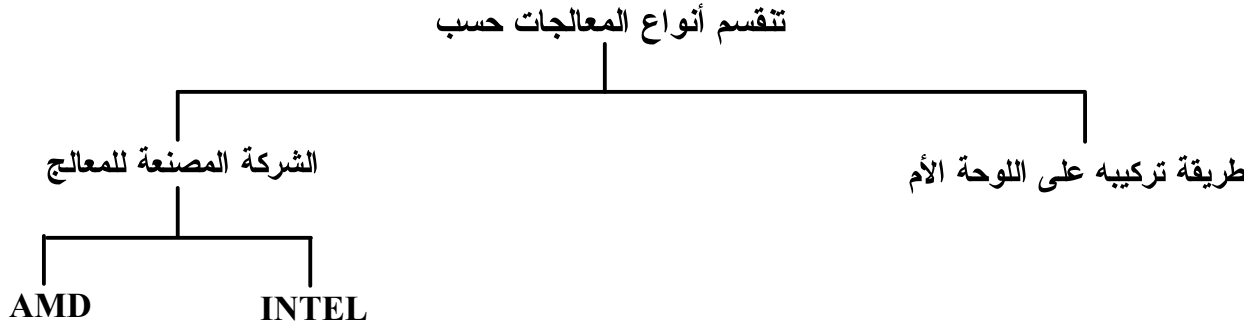 تنقسم أنواع المعالجات حسب
طريقة تركيبه على اللوحة الأم
الشركة المصنعة للمعالج
INTEL
AMD